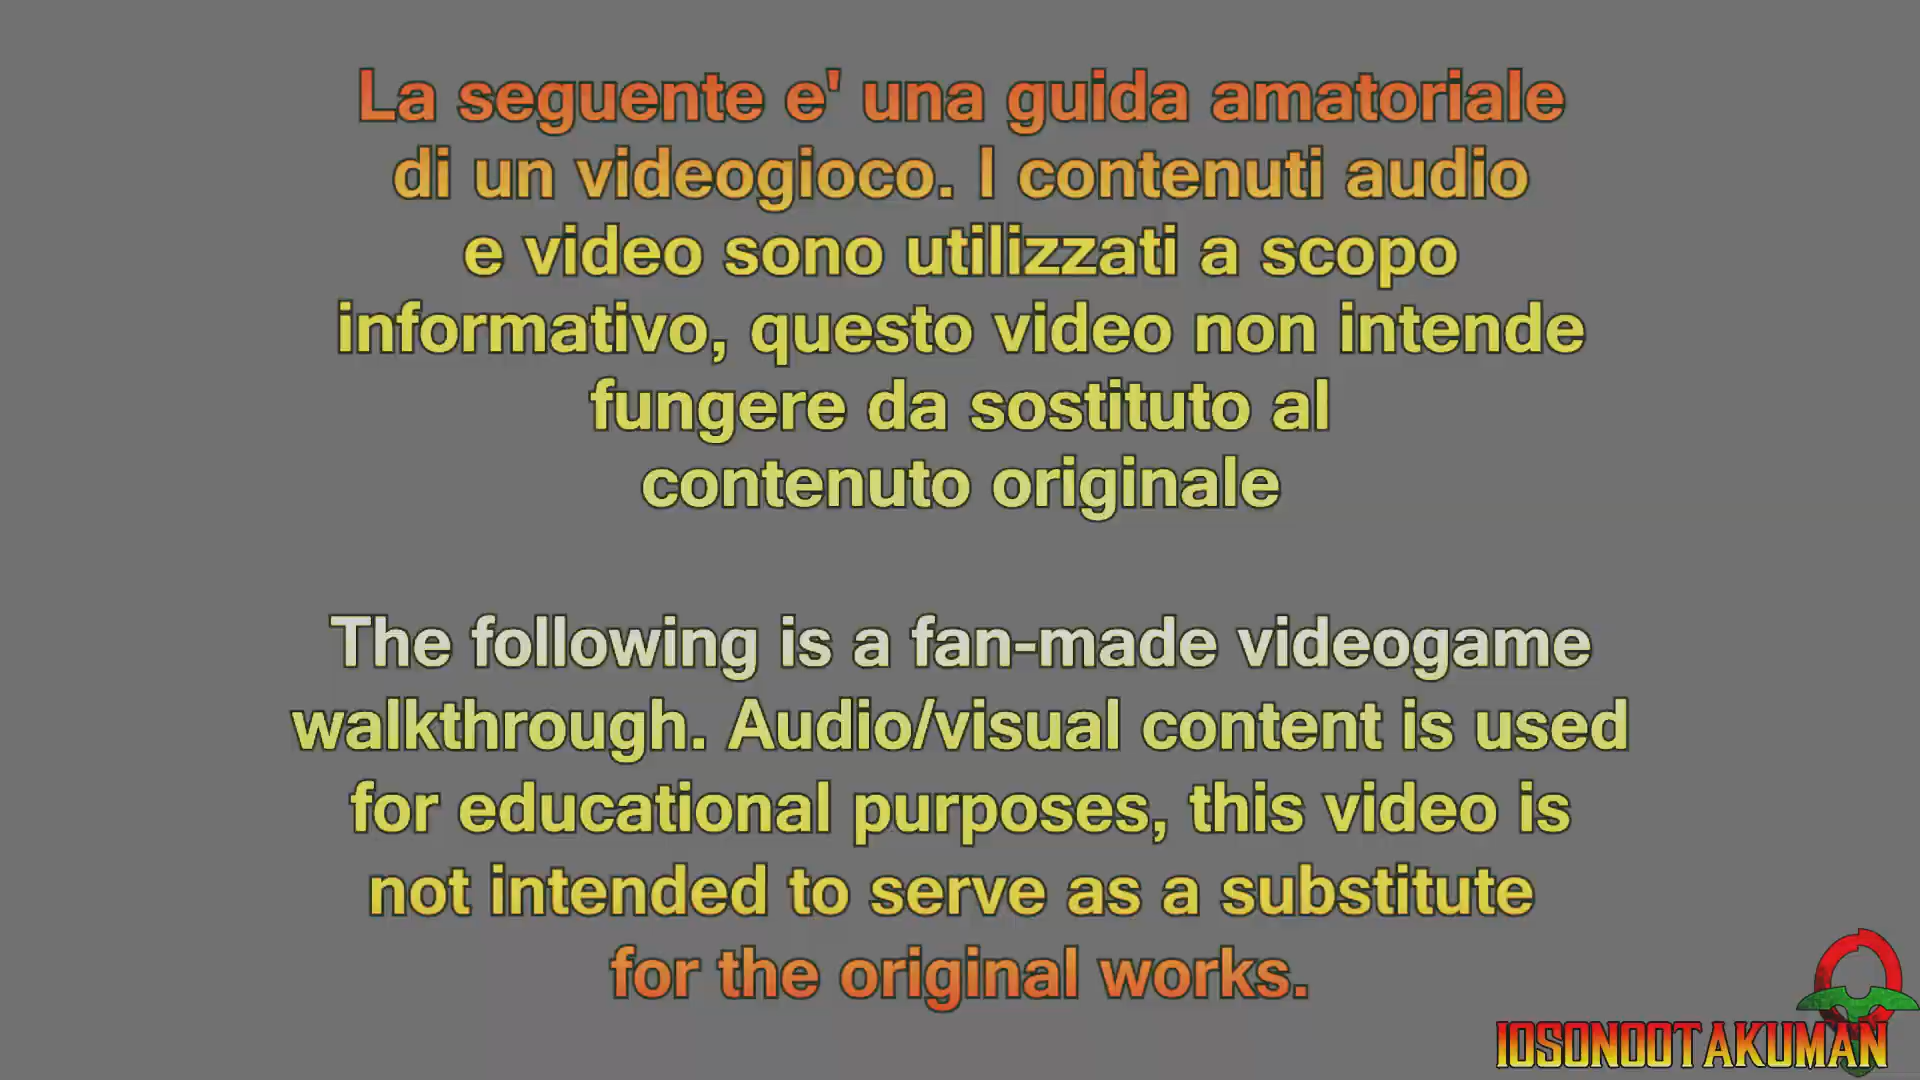 La seguente e' una guida amatoriale
di un videogioco. I contenuti audio
e video sono utilizzati a scopo
informativo, questo video non intende
fungere da sostituto al
contenuto originale
The following is a fan-made videogame
walkthrough. Audio/visual content is used
for educational purposes, this video is
not intended to serve as a substitute
for the original works.
IOSONOOTAKUMAN